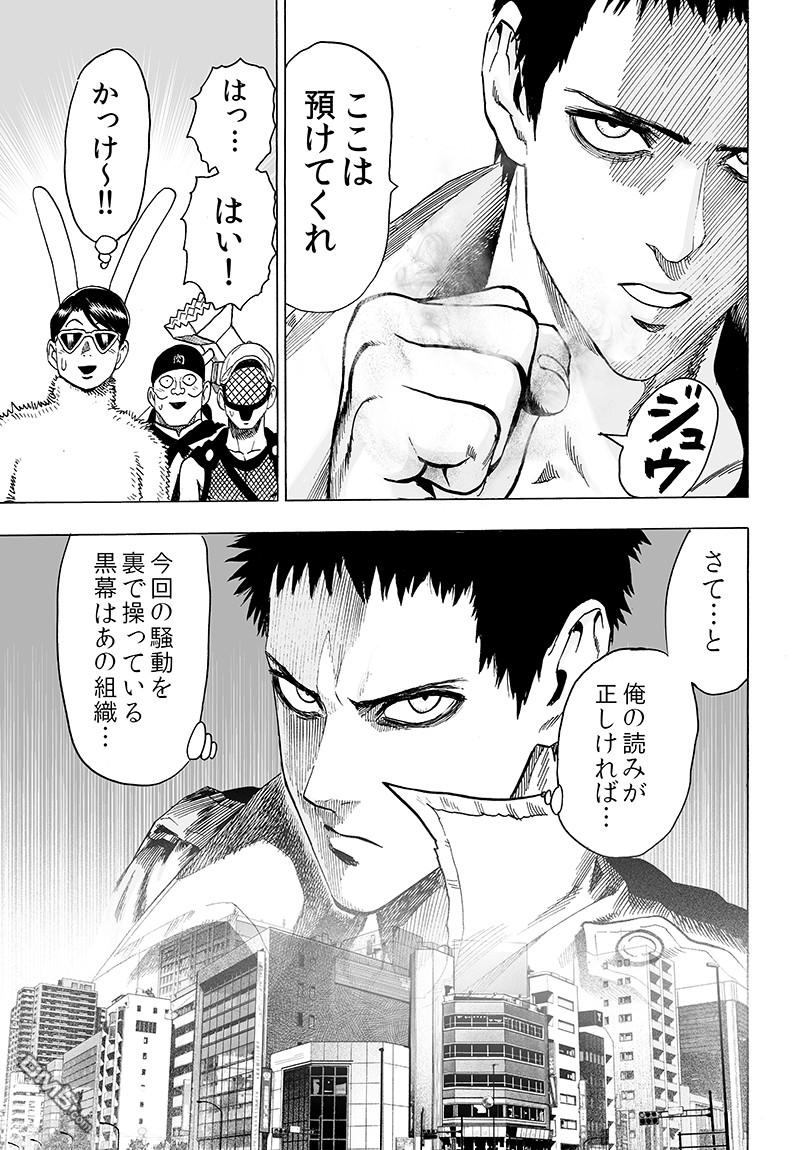 ここは
預けてくれ
ジュウ
はっ…
はい！
かっけ〜!!
肉
さて…と
俺の読みが
正しければ…
今回の騒動を
裏で操っている
黒幕はあの組織…